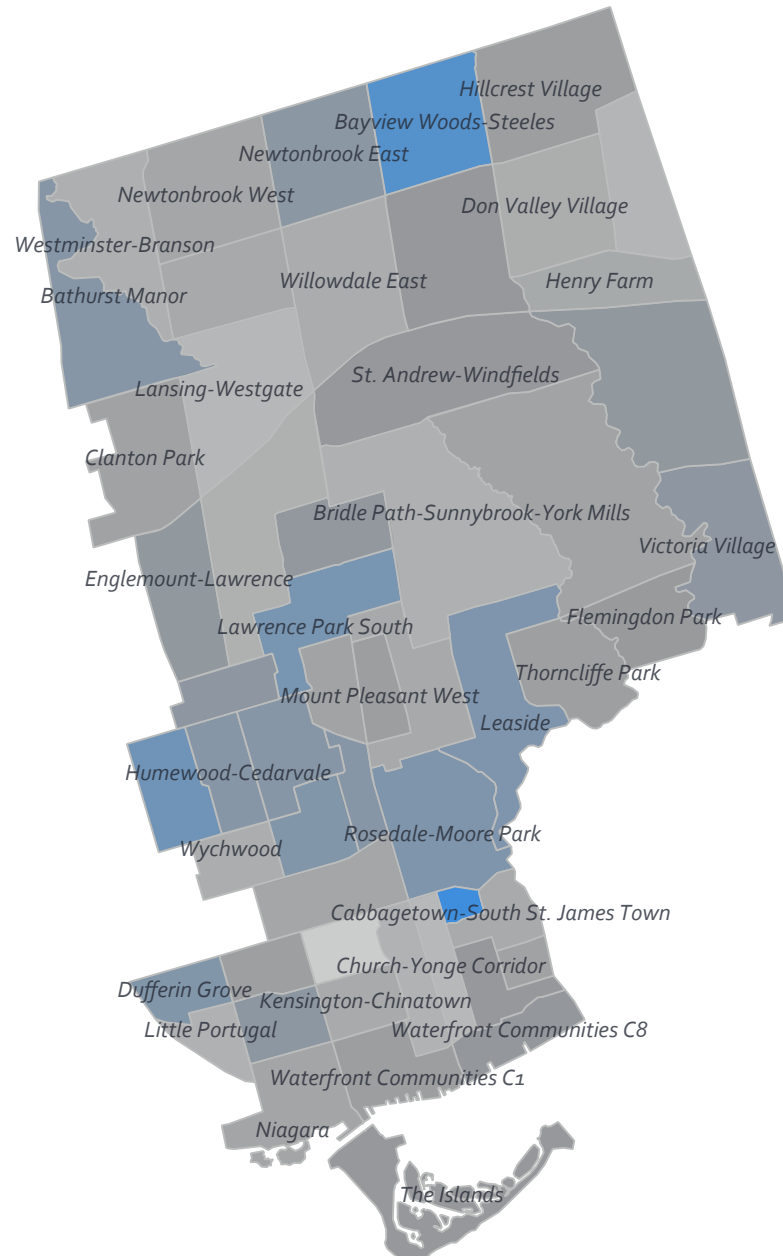 Hillcrest Village
Bayview Woods-Steeles
Newtonbrook East
Newtonbrook West
Don Valley Village
Westminster-Branson
Willowdale East
Henry Farm
Bathurst Manor
St. Andrew-Windfields
Lansing-Westgate
Clanton Park
Bridle Path-Sunnybrook-York Mills
Victoria Village
Englemount-Lawrence
Flemingdon Park
Lawrence Park South
Thorncliffe Park
Mount Pleasant West
Leaside
Humewood-Cedarvale
Rosedale-Moore Park
Wychwood
Cabbagetown-South St. James Town
Church-Yonge Corridor
Dufferin Grove
Kensington-Chinatown
Little Portugal
Waterfront Communities C8
Waterfront Communities C1
Niagara
The Islands